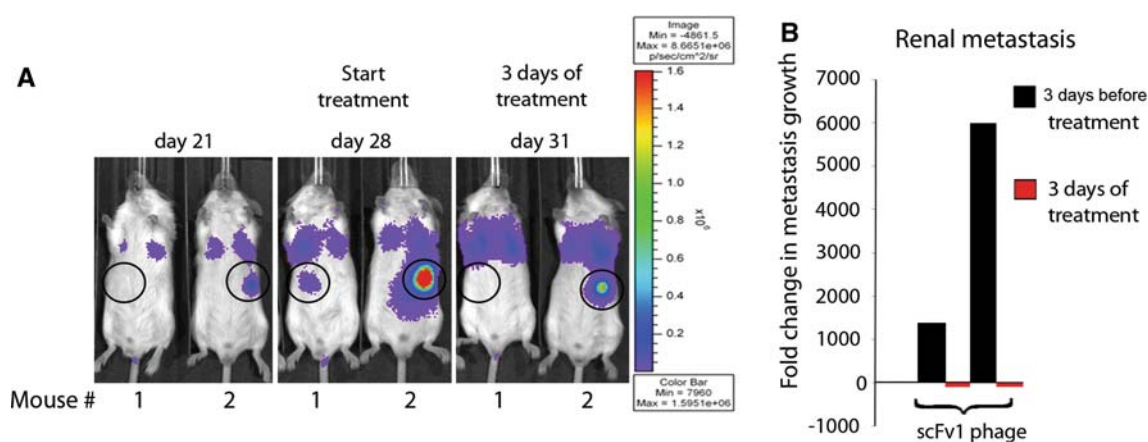 A
Start
treatment
3 days of
treatment
day 21
day 28
day 31
Mouse #
1
2
1
2
1
2
Image
Min = -4861.5
Max = 8.6651e+06
p/sec/cm^2/sr
1.6
1.4
1.2
1.0
0.8
0.6
0.4
0.2
Color Bar
Min = 7960
Max = 1.5951e+06
B
Renal metastasis
Fold change in metastasis growth
7000
6000
5000
4000
3000
2000
1000
0
-1000
3 days before
treatment
3 days of
treatment
scFv1 phage